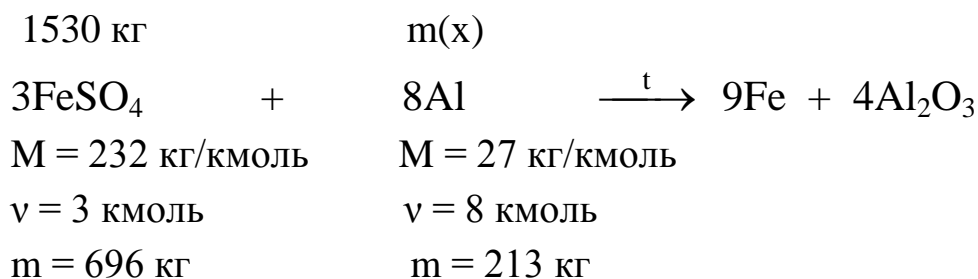 1530 кг m(x)
3FeSO₄ + 8Al t ⟶ 9Fe + 4Al₂O₃
M = 232 кг/кмоль M = 27 кг/кмоль
ν = 3 кмоль ν = 8 кмоль
m = 696 кг m = 213 кг